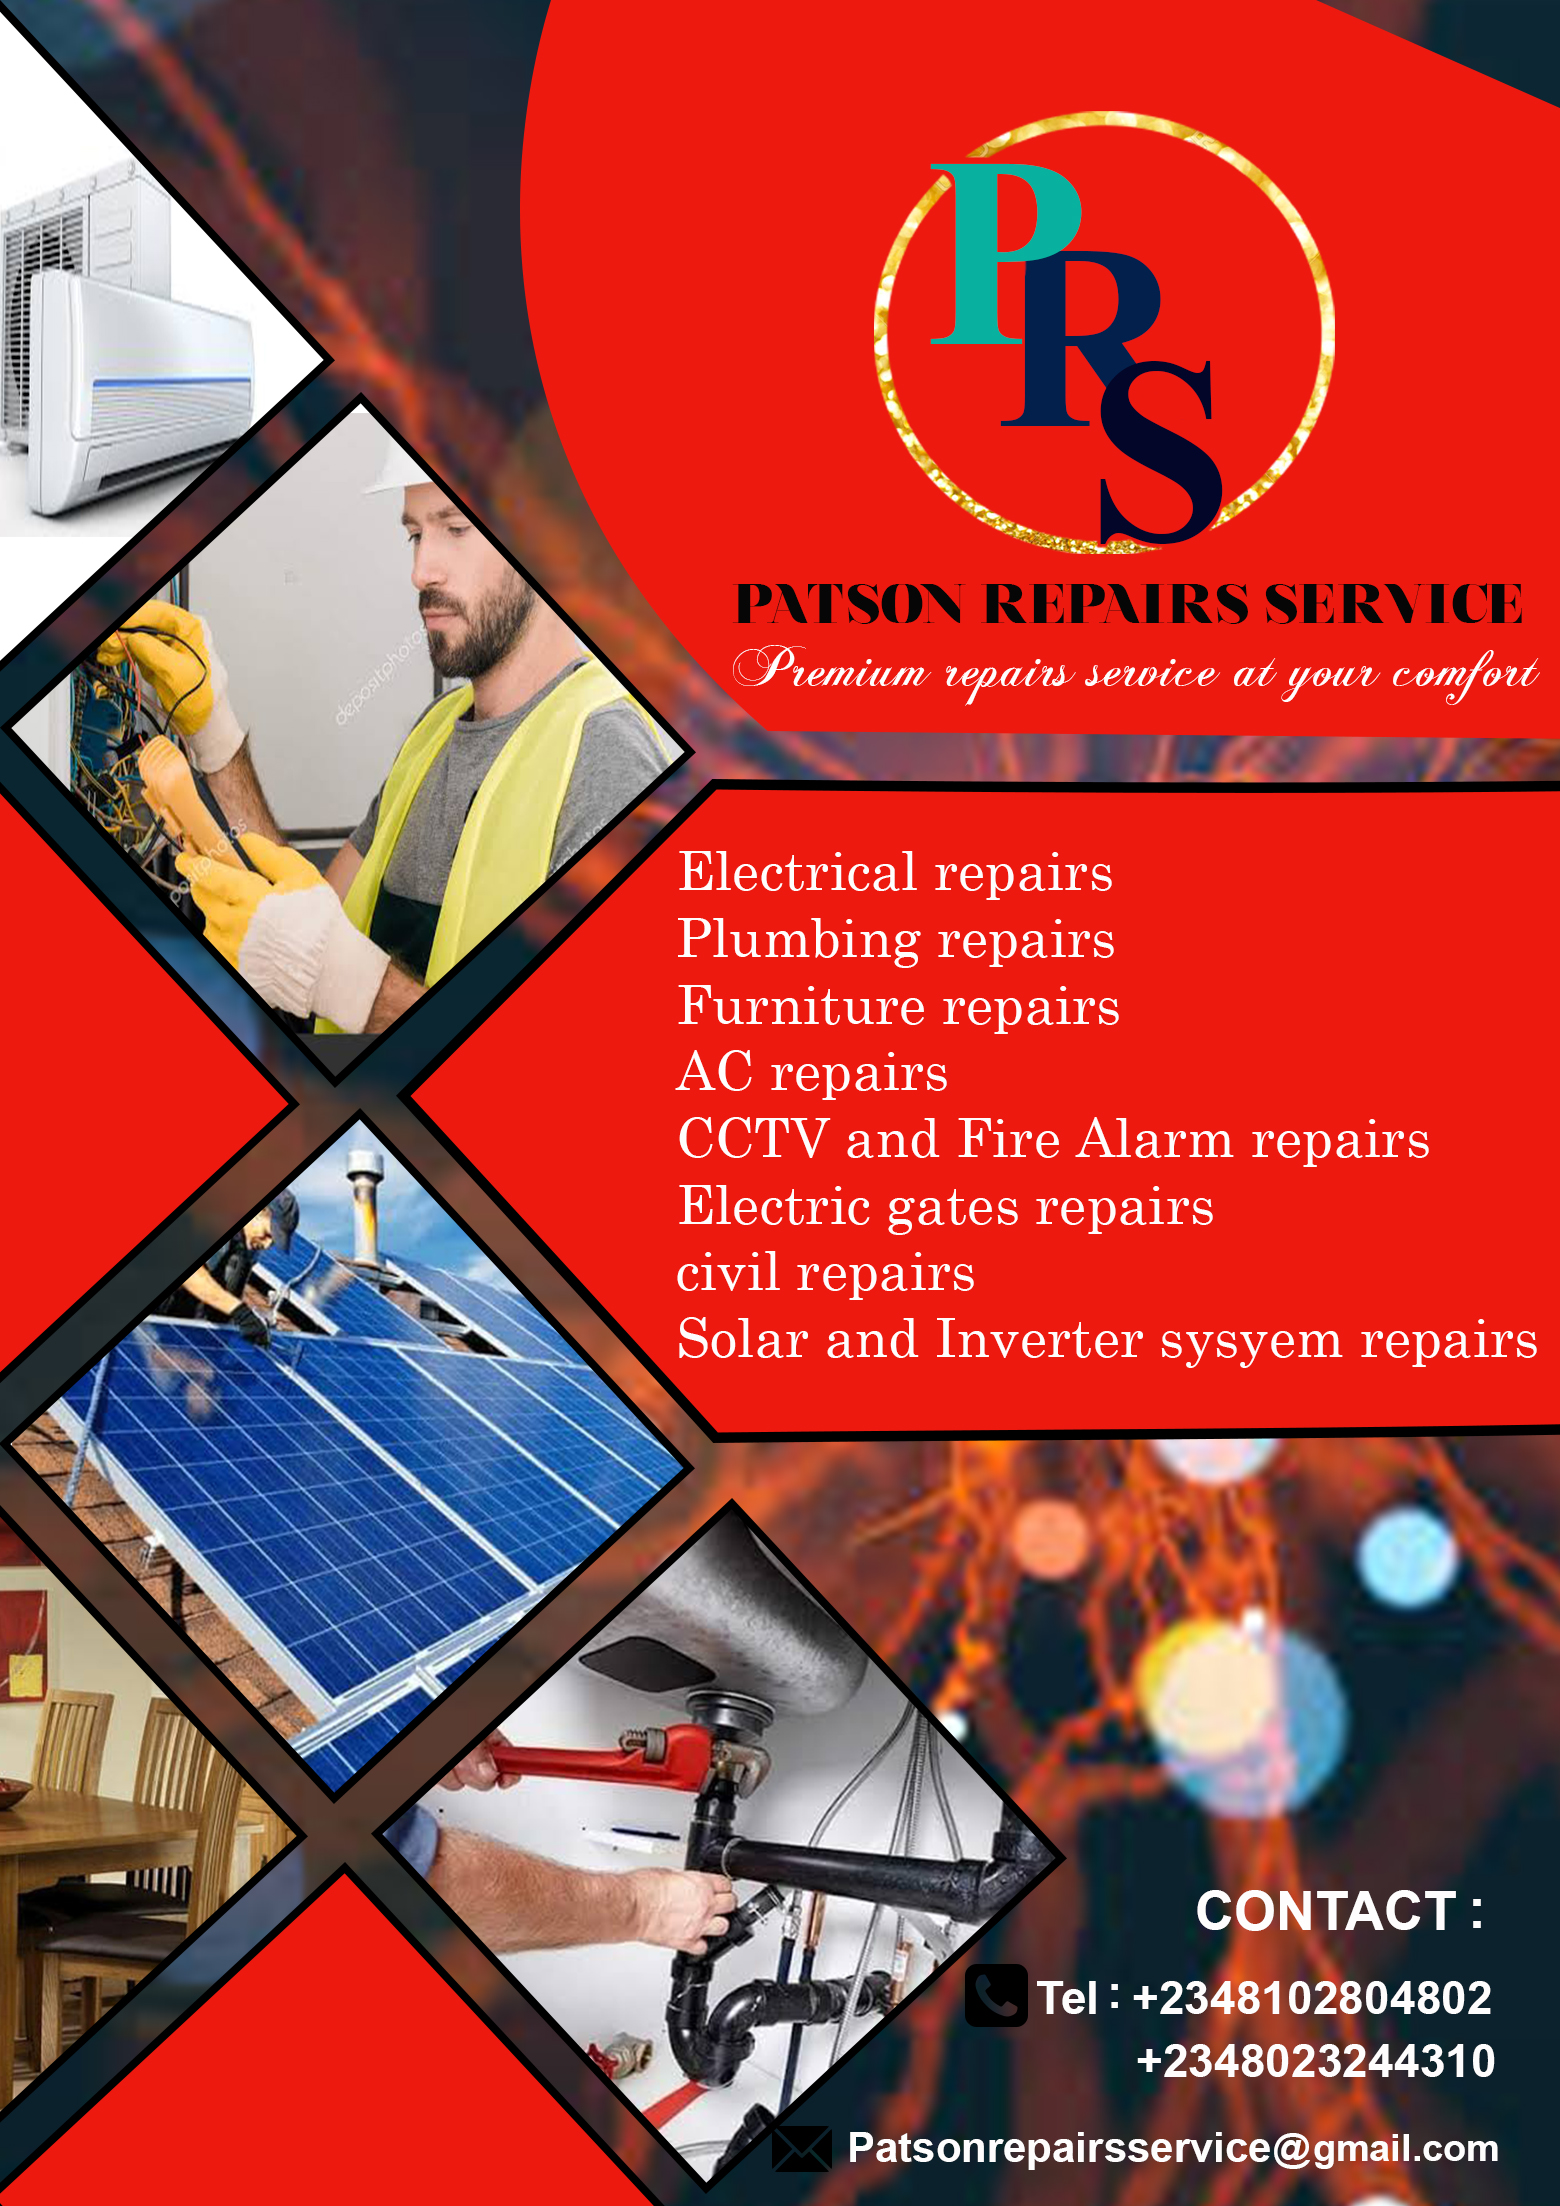 PRS
PATSON REPAIRS SERVICE
Premium repairs service at your comfort
depositphotos
depositphotos
Electrical repairs
Plumbing repairs
Furniture repairs
AC repairs
CCTV and Fire Alarm repairs
Electric gates repairs
civil repairs
Solar and Inverter sysyem repairs
CONTACT :
Tel : +2348102804802
+2348023244310
Patsonrepairsservice@gmail.com